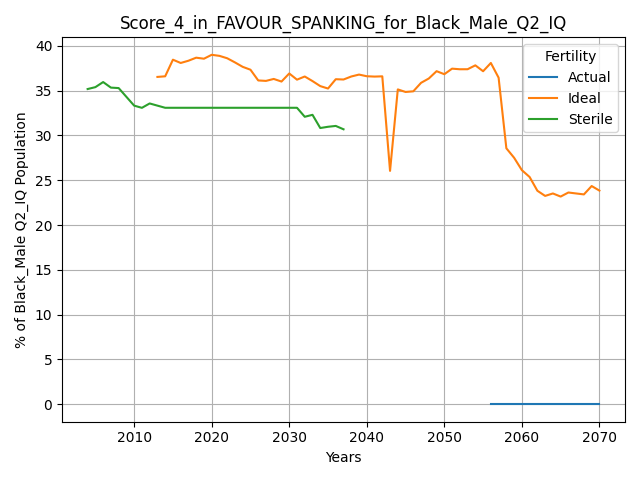 Score_4_in_FAVOUR_SPANKING_for_Black_Male_Q2_IQ
% of Black_Male Q2_IQ Population
40
35
30
25
20
15
10
5
0
Fertility
Actual
Ideal
Sterile
2010 2020 2030 2040 2050 2060 2070
Years